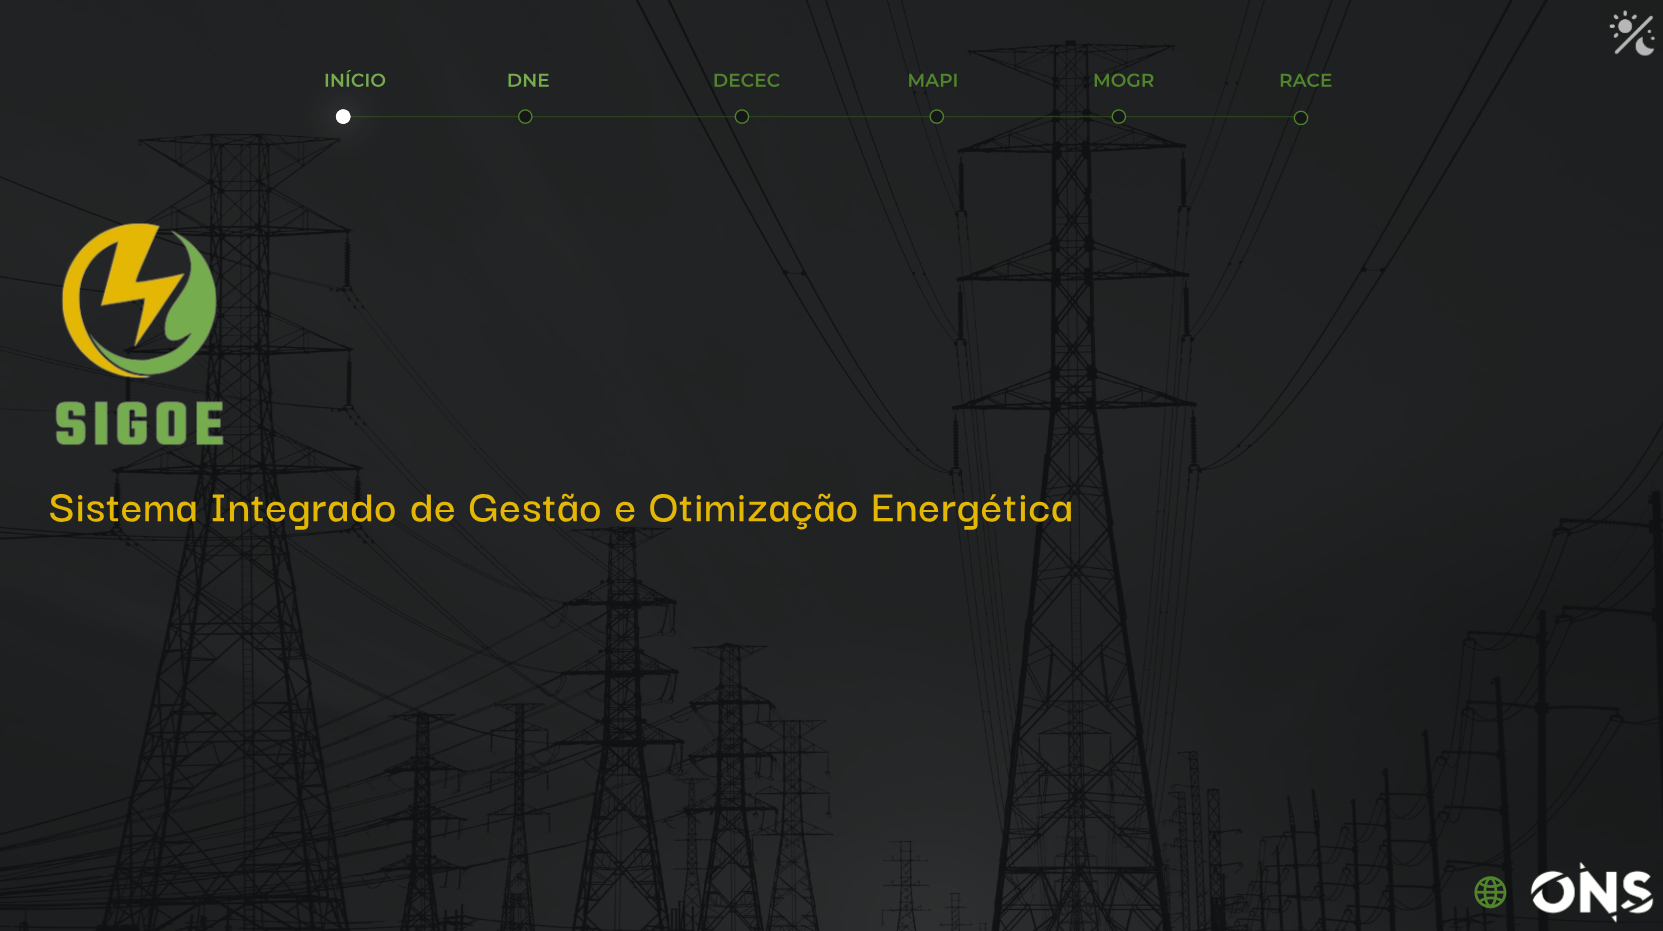 INÍCIO DNE DECEC MAPI MOGR RACE
SIGOE
Sistema Integrado de Gestão e Otimização Energética
ONS